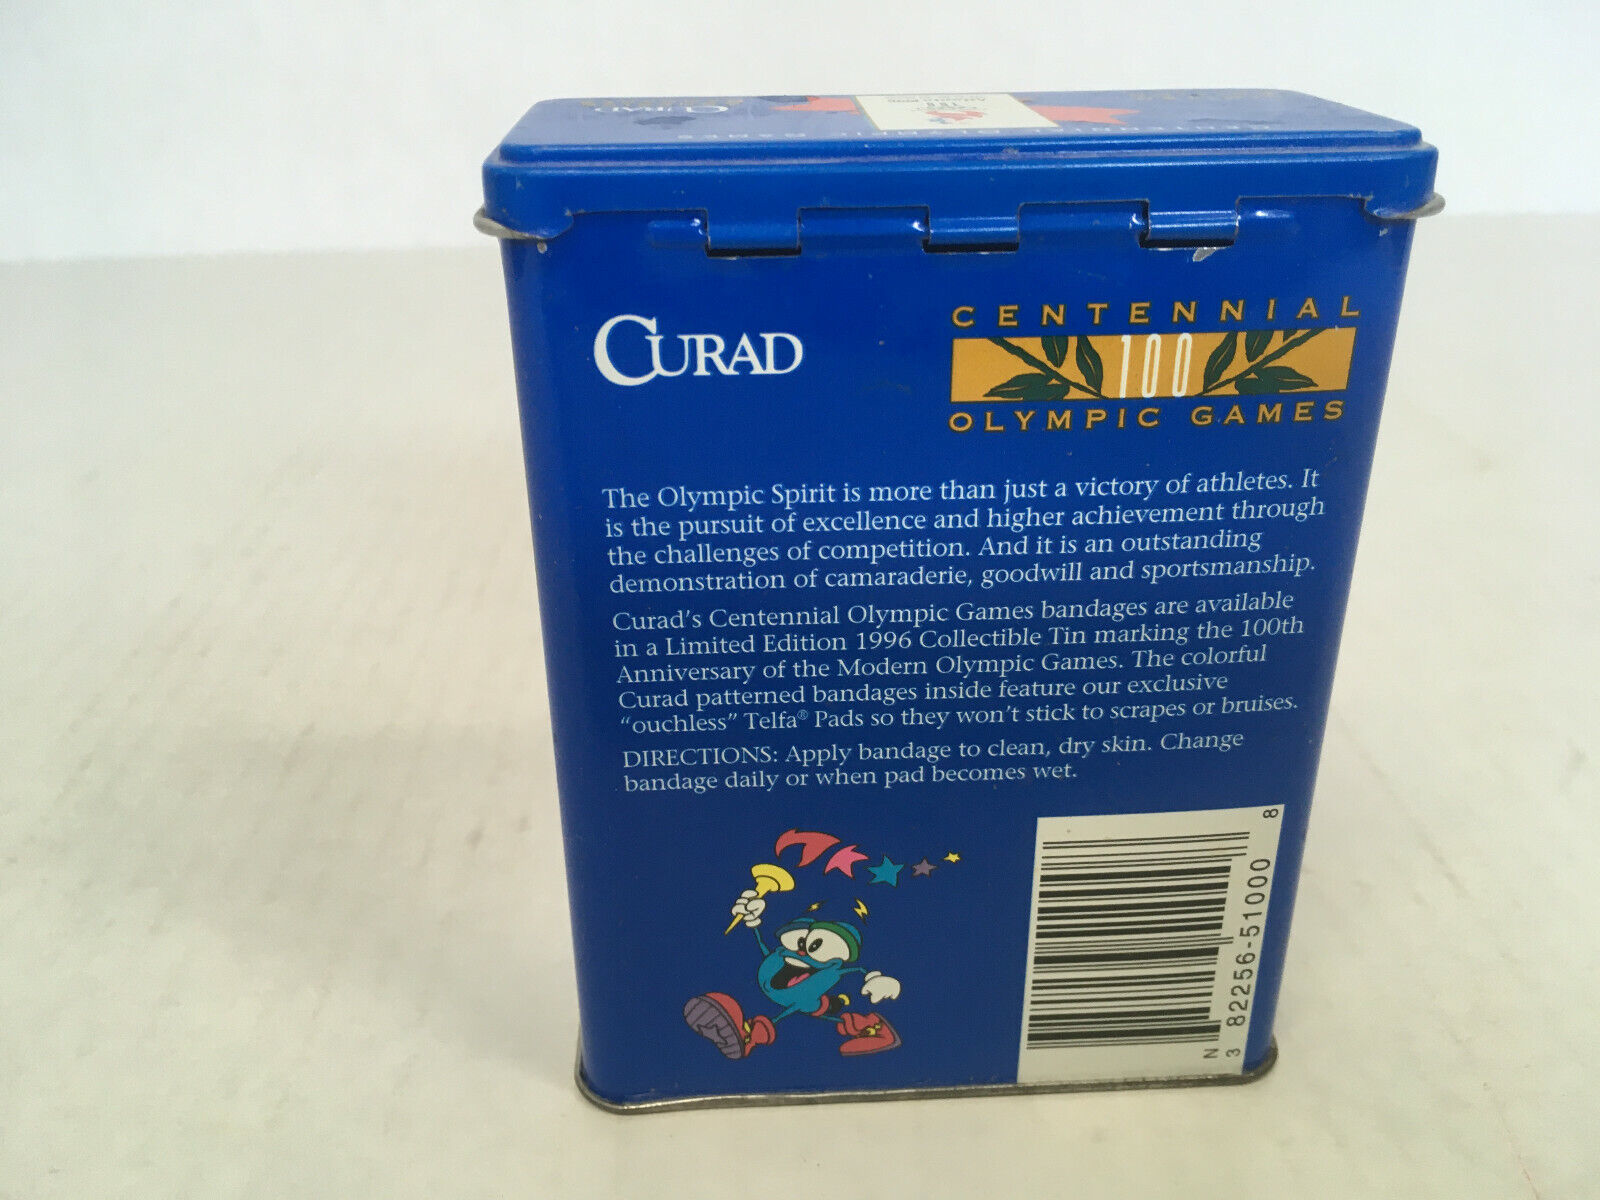 CURAD
CENTENNIAL
100
OLYMPIC GAMES
The Olympic Spirit is more than just a victory of athletes. It
is the pursuit of excellence and higher achievement through
the challenges of competition. And it is an outstanding
demonstration of camaraderie, goodwill and sportsmanship.
Curad's Centennial Olympic Games bandages are available
in a Limited Edition 1996 Collectible Tin marking the 100th
Anniversary of the Modern Olympic Games. The colorful
Curad patterned bandages inside feature our exclusive
“ouchless” Telfa® Pads so they won't stick to scrapes or bruises.
DIRECTIONS: Apply bandage to clean, dry skin. Change
bandage daily or when pad becomes wet.
N
3 82256-51000 8
CURAD
OLYMPIC GAMES